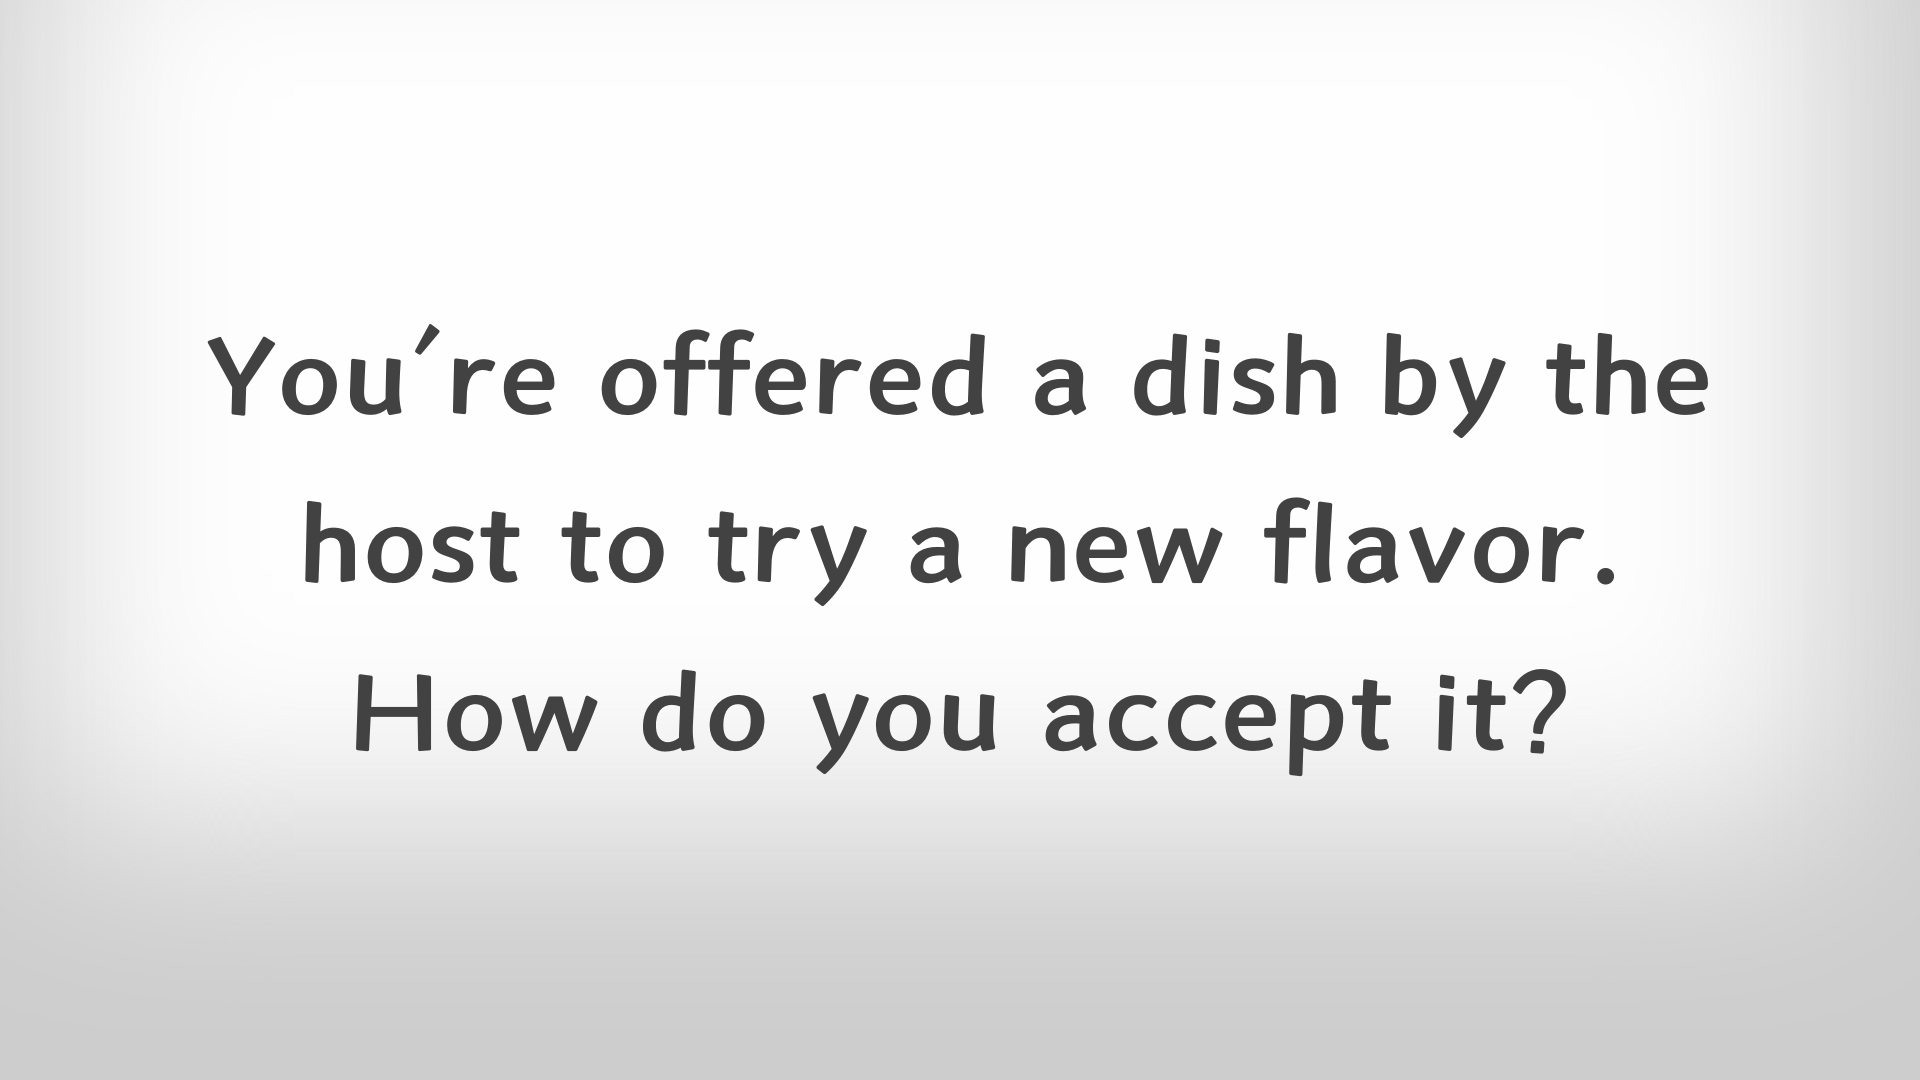 You're offered a dish by the
host to try a new flavor.
How do you accept it?